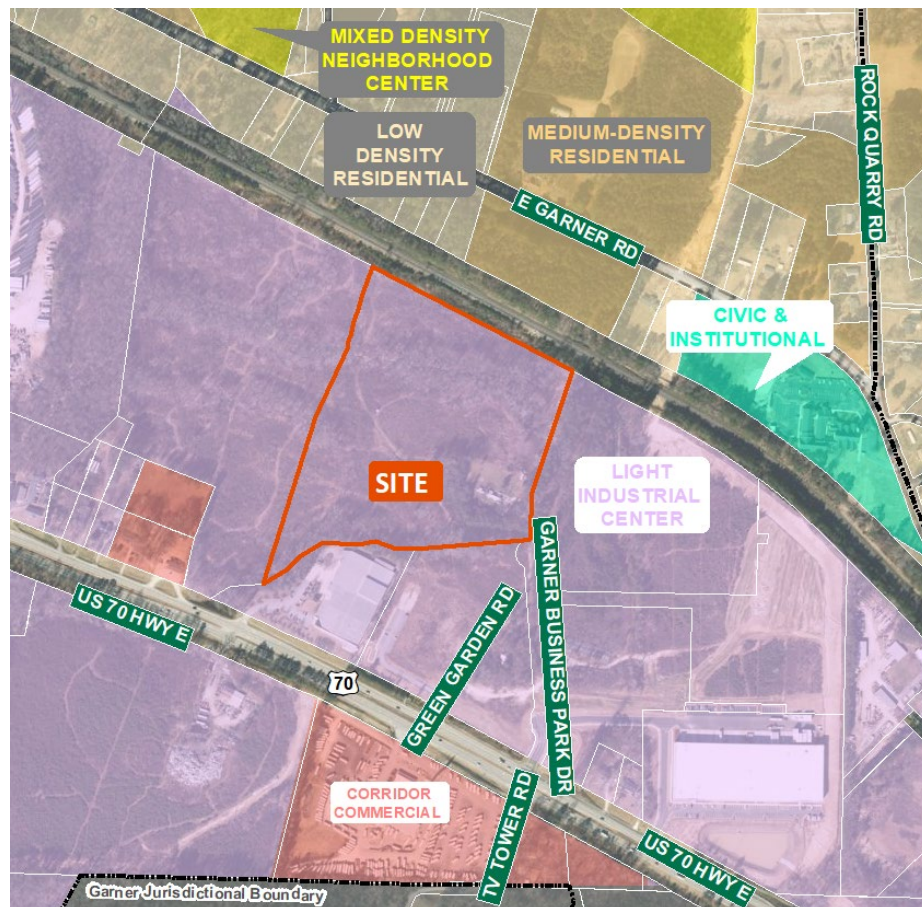 MIXED DENSITY
NEIGHBORHOOD
CENTER
LOW
DENSITY
RESIDENTIAL
MEDIUM-DENSITY
RESIDENTIAL
ROCK QUARRY RD
E GARNER RD
CIVIC &
INSTITUTIONAL
SITE
LIGHT
INDUSTRIAL
CENTER
US 70 HWY E
70
GREEN GARDEN RD
GARNER BUSINESS PARK DR
CORRIDOR
COMMERCIAL
TV TOWER RD
US 70 HWY E
Garner Jurisdictional Boundary